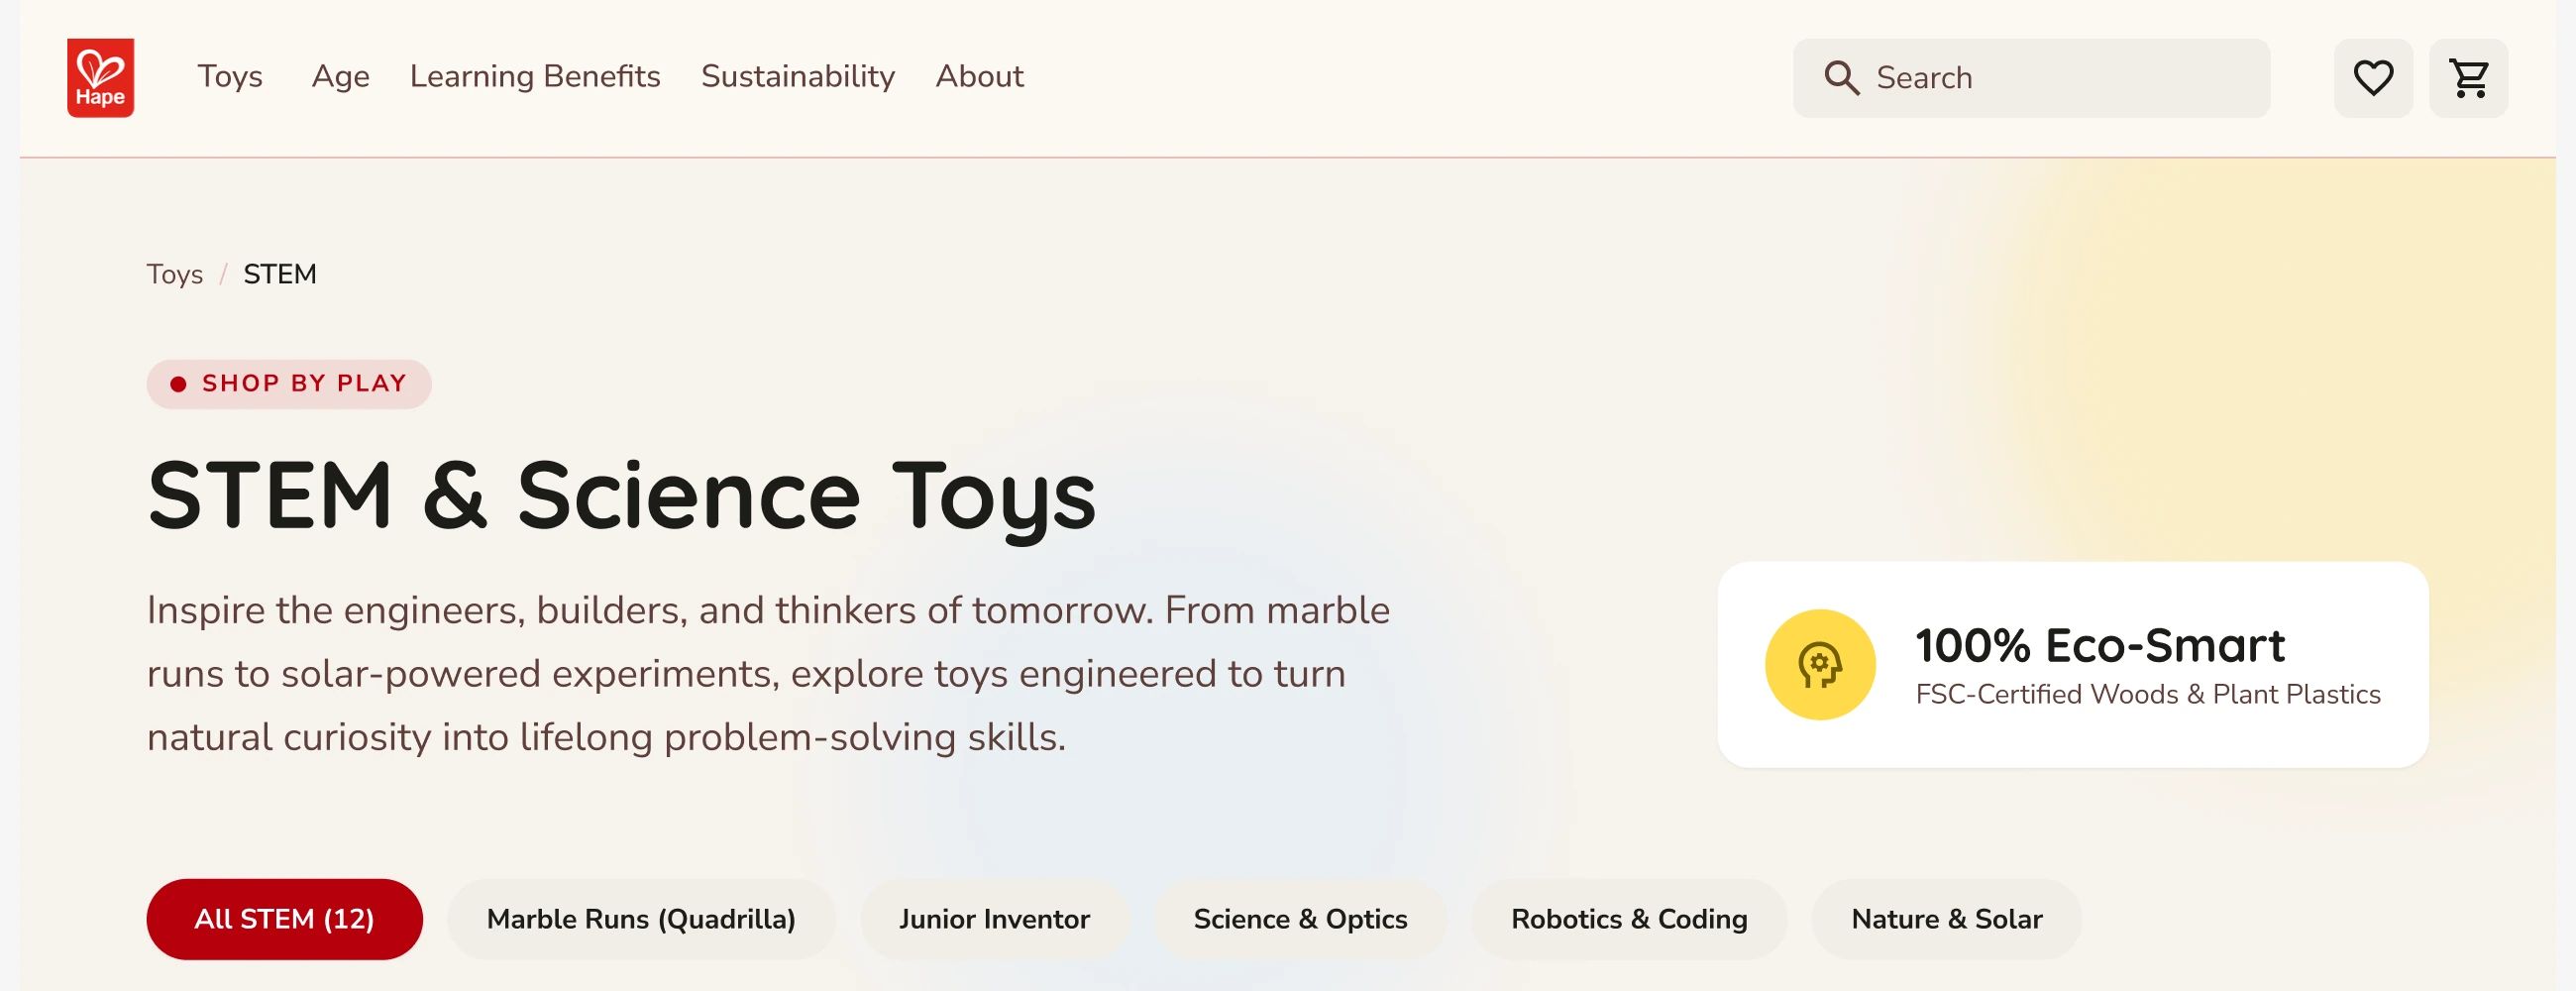 Hape
Toys Age Learning Benefits Sustainability About
Search
Toys / STEM
SHOP BY PLAY
STEM & Science Toys
Inspire the engineers, builders, and thinkers of tomorrow. From marble
runs to solar-powered experiments, explore toys engineered to turn
natural curiosity into lifelong problem-solving skills.
100% Eco-Smart
FSC-Certified Woods & Plant Plastics
All STEM (12) Marble Runs (Quadrilla) Junior Inventor Science & Optics Robotics & Coding Nature & Solar